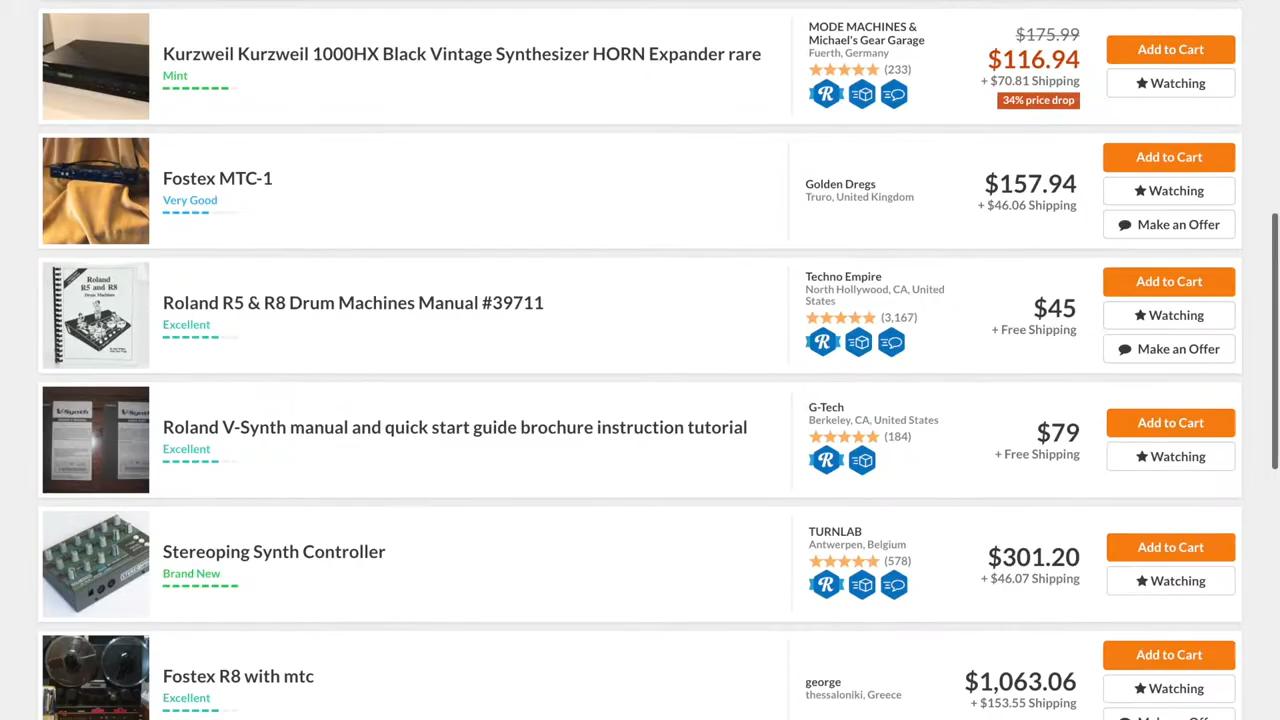 Kurzweil Kurzweil 1000HX Black Vintage Synthesizer HORN Expander rare
Mint
MODE MACHINES &
Michael's Gear Garage
Fuerth, Germany
(233)
$175.99
$116.94
+ $70.81 Shipping
34% price drop
Add to Cart
Watching
Fostex MTC-1
Very Good
Golden Dregs
Truro, United Kingdom
$157.94
+ $46.06 Shipping
Add to Cart
Watching
Make an Offer
Roland
R5 and R8
Drum Machines
Roland R5 & R8 Drum Machines Manual #39711
Excellent
Techno Empire
North Hollywood, CA, United
States
(3,167)
$45
+ Free Shipping
Add to Cart
Watching
Make an Offer
V-Synth
Roland V-Synth manual and quick start guide brochure instruction tutorial
Excellent
G-Tech
Berkeley, CA, United States
(184)
$79
+ Free Shipping
Add to Cart
Watching
Stereoping Synth Controller
Brand New
TURNLAB
Antwerpen, Belgium
(578)
$301.20
+ $46.07 Shipping
Add to Cart
Watching
Fostex R8 with mtc
Excellent
george
thessaloniki, Greece
$1,063.06
+ $153.55 Shipping
Add to Cart
Watching